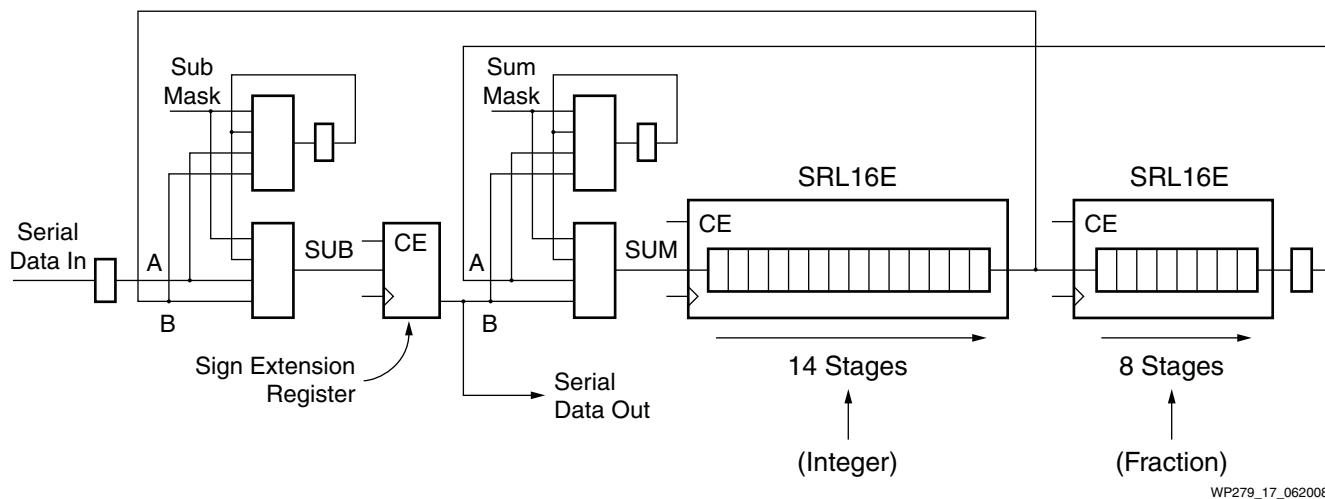 Sub
Mask
Sum
Mask
SRL16E
SRL16E
CE
CE
Serial
Data In
A
SUB
CE
A
SUM
B
B
Sign Extension
Register
Serial
Data Out
14 Stages
8 Stages
(Integer)
(Fraction)
WP279_17_062008